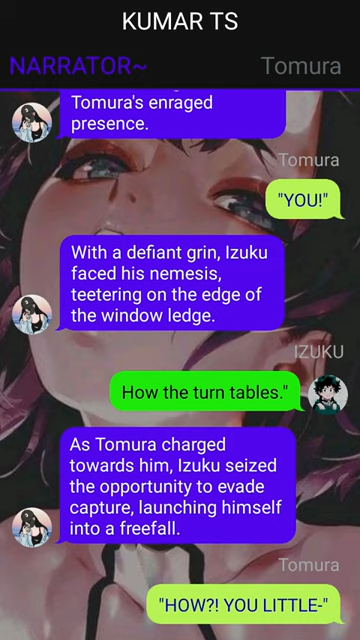 KUMAR TS
NARRATOR~ Tomura
Tomura's enraged
presence.
Tomura
"YOU!"
With a defiant grin, Izuku
faced his nemesis,
teetering on the edge of
the window ledge.
IZUKU
How the turn tables."
As Tomura charged
towards him, Izuku seized
the opportunity to evade
capture, launching himself
into a freefall.
Tomura
"HOW?! YOU LITTLE-"